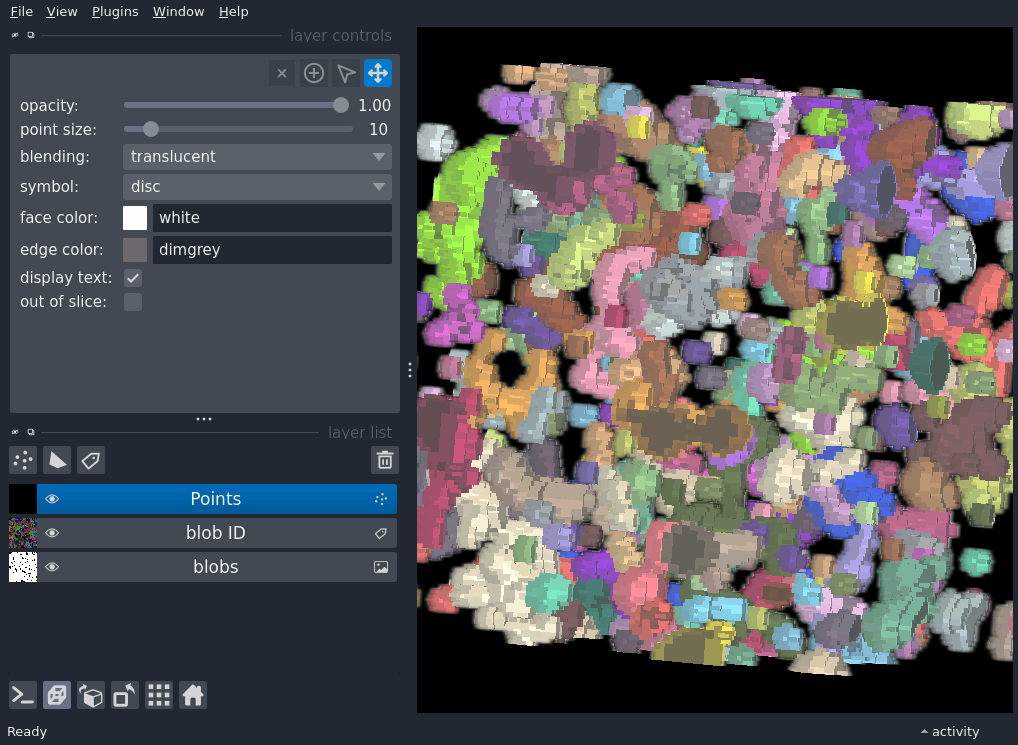 File View Plugins Window Help
layer controls
opacity: 1.00
point size: 10
blending: translucent
symbol: disc
face color: white
edge color: dimgrey
display text:
out of slice:
layer list
Points
blob ID
blobs
Ready activity